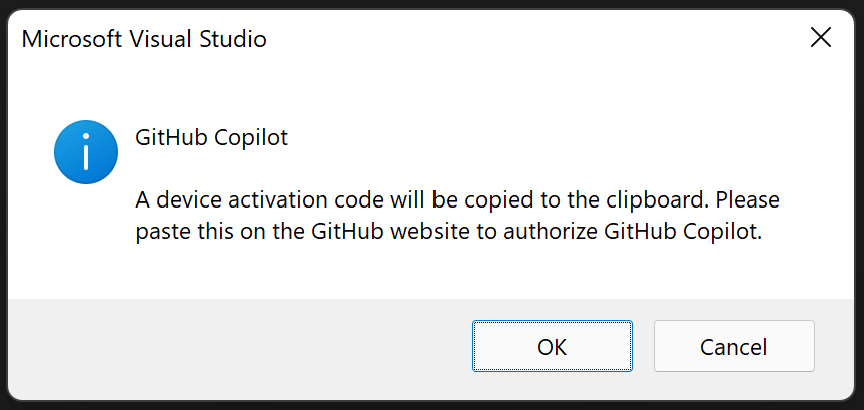 Microsoft Visual Studio
GitHub Copilot
A device activation code will be copied to the clipboard. Please
paste this on the GitHub website to authorize GitHub Copilot.
OK
Cancel